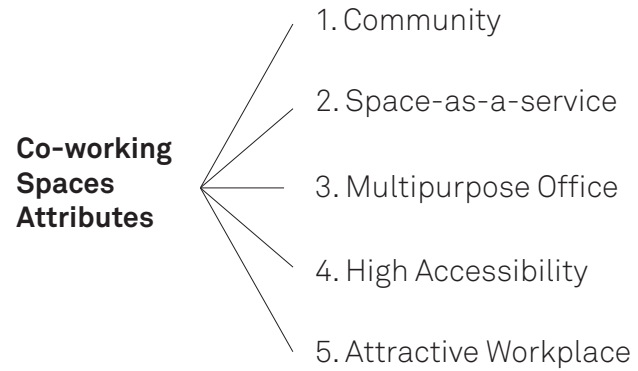 Co-working
Spaces
Attributes
1. Community
2. Space-as-a-service
3. Multipurpose Office
4. High Accessibility
5. Attractive Workplace